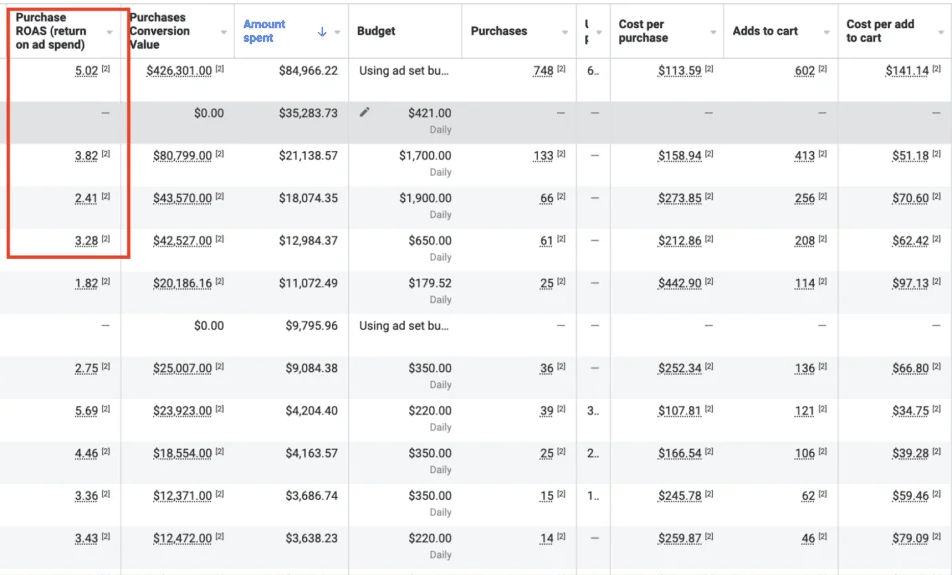 Purchase ROAS (return on ad spend) Purchases Conversion Value Amount spent ↓ Budget Purchases Cost per purchase Adds to cart Cost per add to cart
5.02 [2] $426,301.00 [2] $84,966.22 Using ad set bu... 748 [2] 6.. $113.59 [2] 602 [2] $141.14 [2]
— $0.00 $35,283.73 $421.00 — — — — —
Daily
3.82 [2] $80,799.00 [2] $21,138.57 $1,700.00 133 [2] — $158.94 [2] 413 [2] $51.18 [2]
Daily
2.41 [2] $43,570.00 [2] $18,074.35 $1,900.00 66 [2] — $273.85 [2] 256 [2] $70.60 [2]
Daily
3.28 [2] $42,527.00 [2] $12,984.37 $650.00 61 [2] — $212.86 [2] 208 [2] $62.42 [2]
Daily
1.82 [2] $20,186.16 [2] $11,072.49 $179.52 25 [2] — $442.90 [2] 114 [2] $97.13 [2]
Daily
— $0.00 $9,795.96 Using ad set bu... — — — — —
2.75 [2] $25,007.00 [2] $9,084.38 $350.00 36 [2] — $252.34 [2] 136 [2] $66.80 [2]
Daily
5.69 [2] $23,923.00 [2] $4,204.40 $220.00 39 [2] 3.. $107.81 [2] 121 [2] $34.75 [2]
Daily
4.46 [2] $18,554.00 [2] $4,163.57 $350.00 25 [2] 2.. $166.54 [2] 106 [2] $39.28 [2]
Daily
3.36 [2] $12,371.00 [2] $3,686.74 $350.00 15 [2] 1.. $245.78 [2] 62 [2] $59.46 [2]
Daily
3.43 [2] $12,472.00 [2] $3,638.23 $220.00 14 [2] — $259.87 [2] 46 [2] $79.09 [2]
Daily